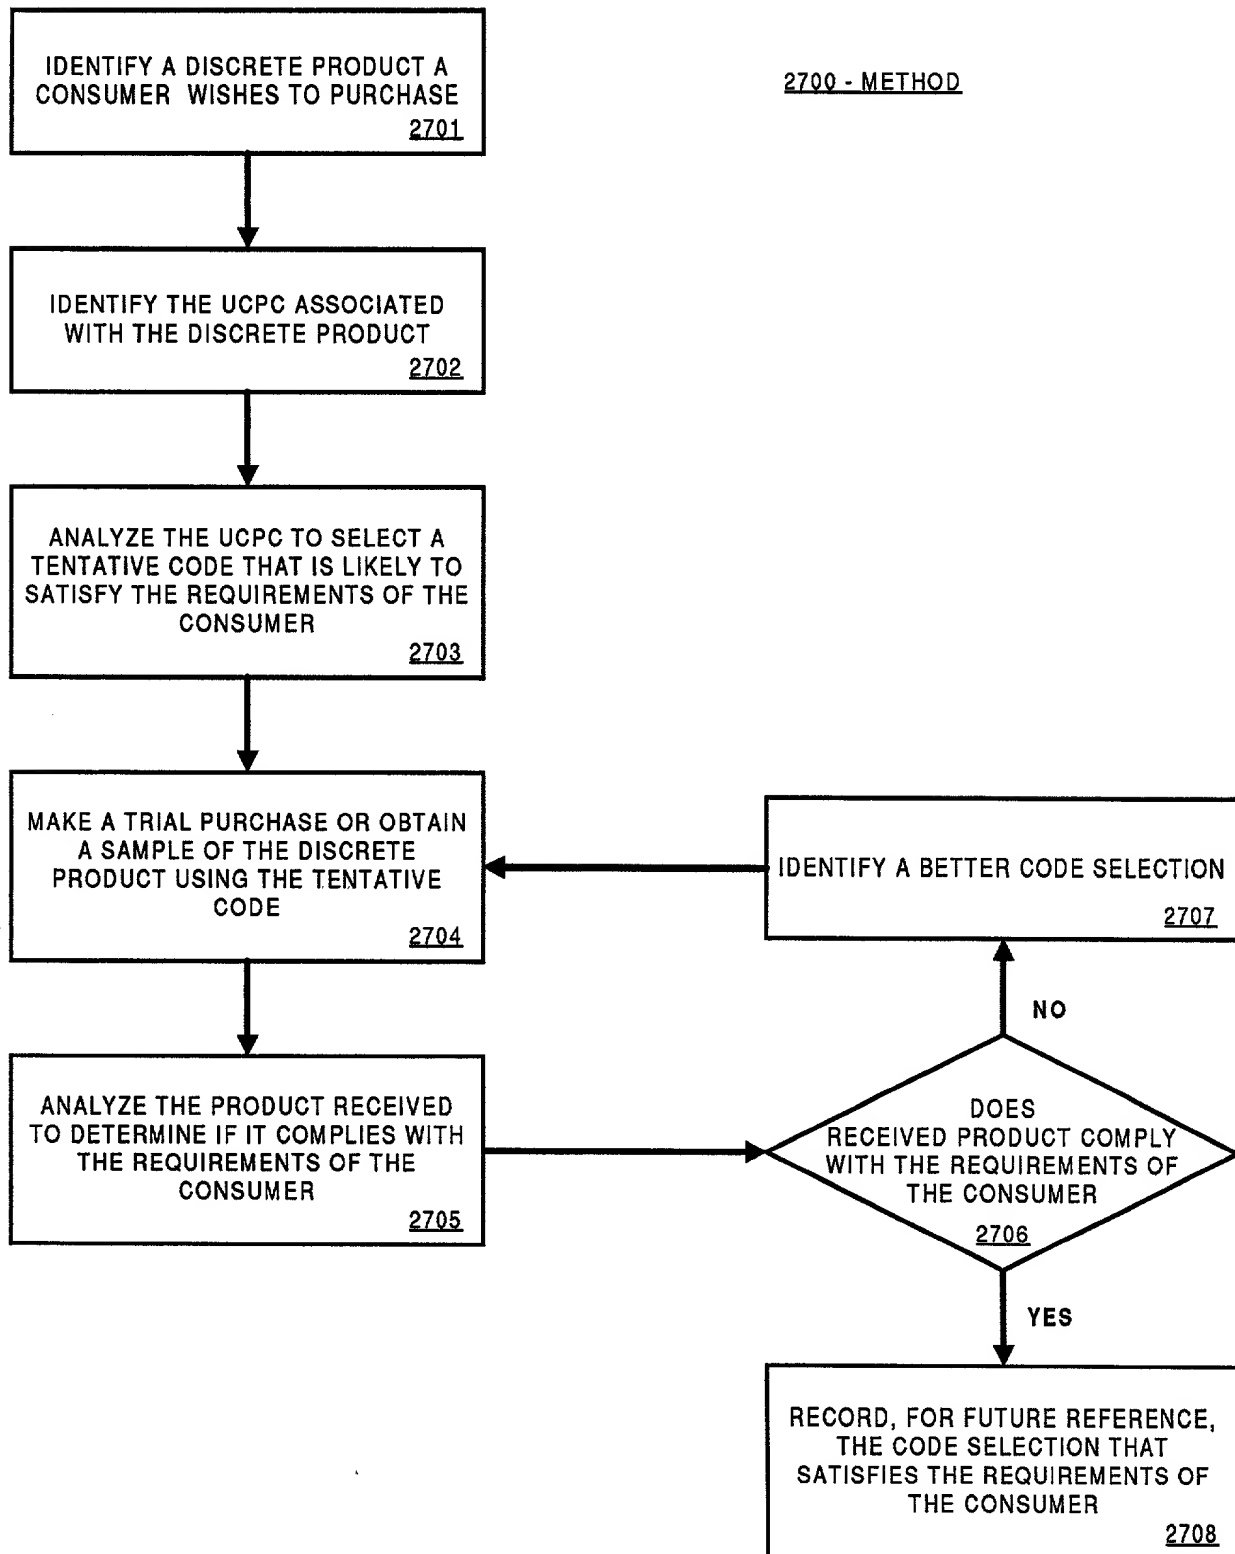 IDENTIFY A DISCRETE PRODUCT A
CONSUMER WISHES TO PURCHASE
2701
2700 - METHOD
IDENTIFY THE UCPC ASSOCIATED
WITH THE DISCRETE PRODUCT
2702
ANALYZE THE UCPC TO SELECT A
TENTATIVE CODE THAT IS LIKELY TO
SATISFY THE REQUIREMENTS OF THE
CONSUMER
2703
MAKE A TRIAL PURCHASE OR OBTAIN
A SAMPLE OF THE DISCRETE
PRODUCT USING THE TENTATIVE
CODE
2704
IDENTIFY A BETTER CODE SELECTION
2707
NO
ANALYZE THE PRODUCT RECEIVED
TO DETERMINE IF IT COMPLIES WITH
THE REQUIREMENTS OF THE
CONSUMER
2705
DOES
RECEIVED PRODUCT COMPLY
WITH THE REQUIREMENTS OF
THE CONSUMER
2706
YES
RECORD, FOR FUTURE REFERENCE,
THE CODE SELECTION THAT
SATISFIES THE REQUIREMENTS OF
THE CONSUMER
2708